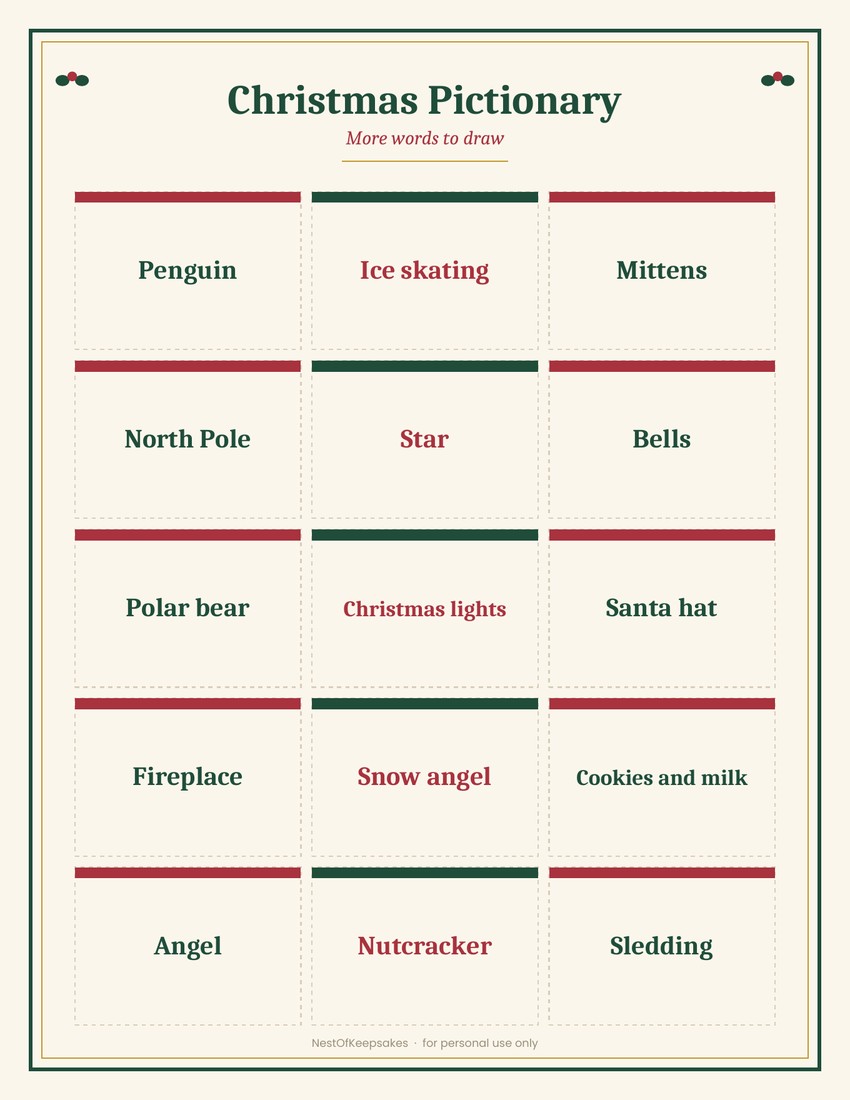 Christmas Pictionary
More words to draw
Penguin
Ice skating
Mittens
North Pole
Star
Bells
Polar bear
Christmas lights
Santa hat
Fireplace
Snow angel
Cookies and milk
Angel
Nutcracker
Sledding
NestOfKeepsakes · for personal use only